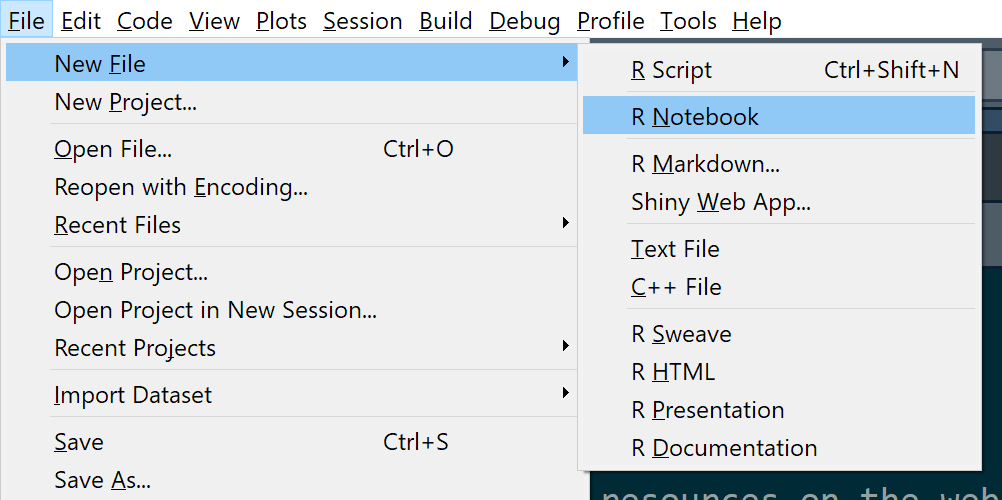 File Edit Code View Plots Session Build Debug Profile Tools Help
New File
New Project...
Open File... Ctrl+O
Reopen with Encoding...
Recent Files
Open Project...
Open Project in New Session...
Recent Projects
Import Dataset
Save Ctrl+S
Save As...
R Script Ctrl+Shift+N
R Notebook
R Markdown...
Shiny Web App...
Text File
C++ File
R Sweave
R HTML
R Presentation
R Documentation
resources on the web